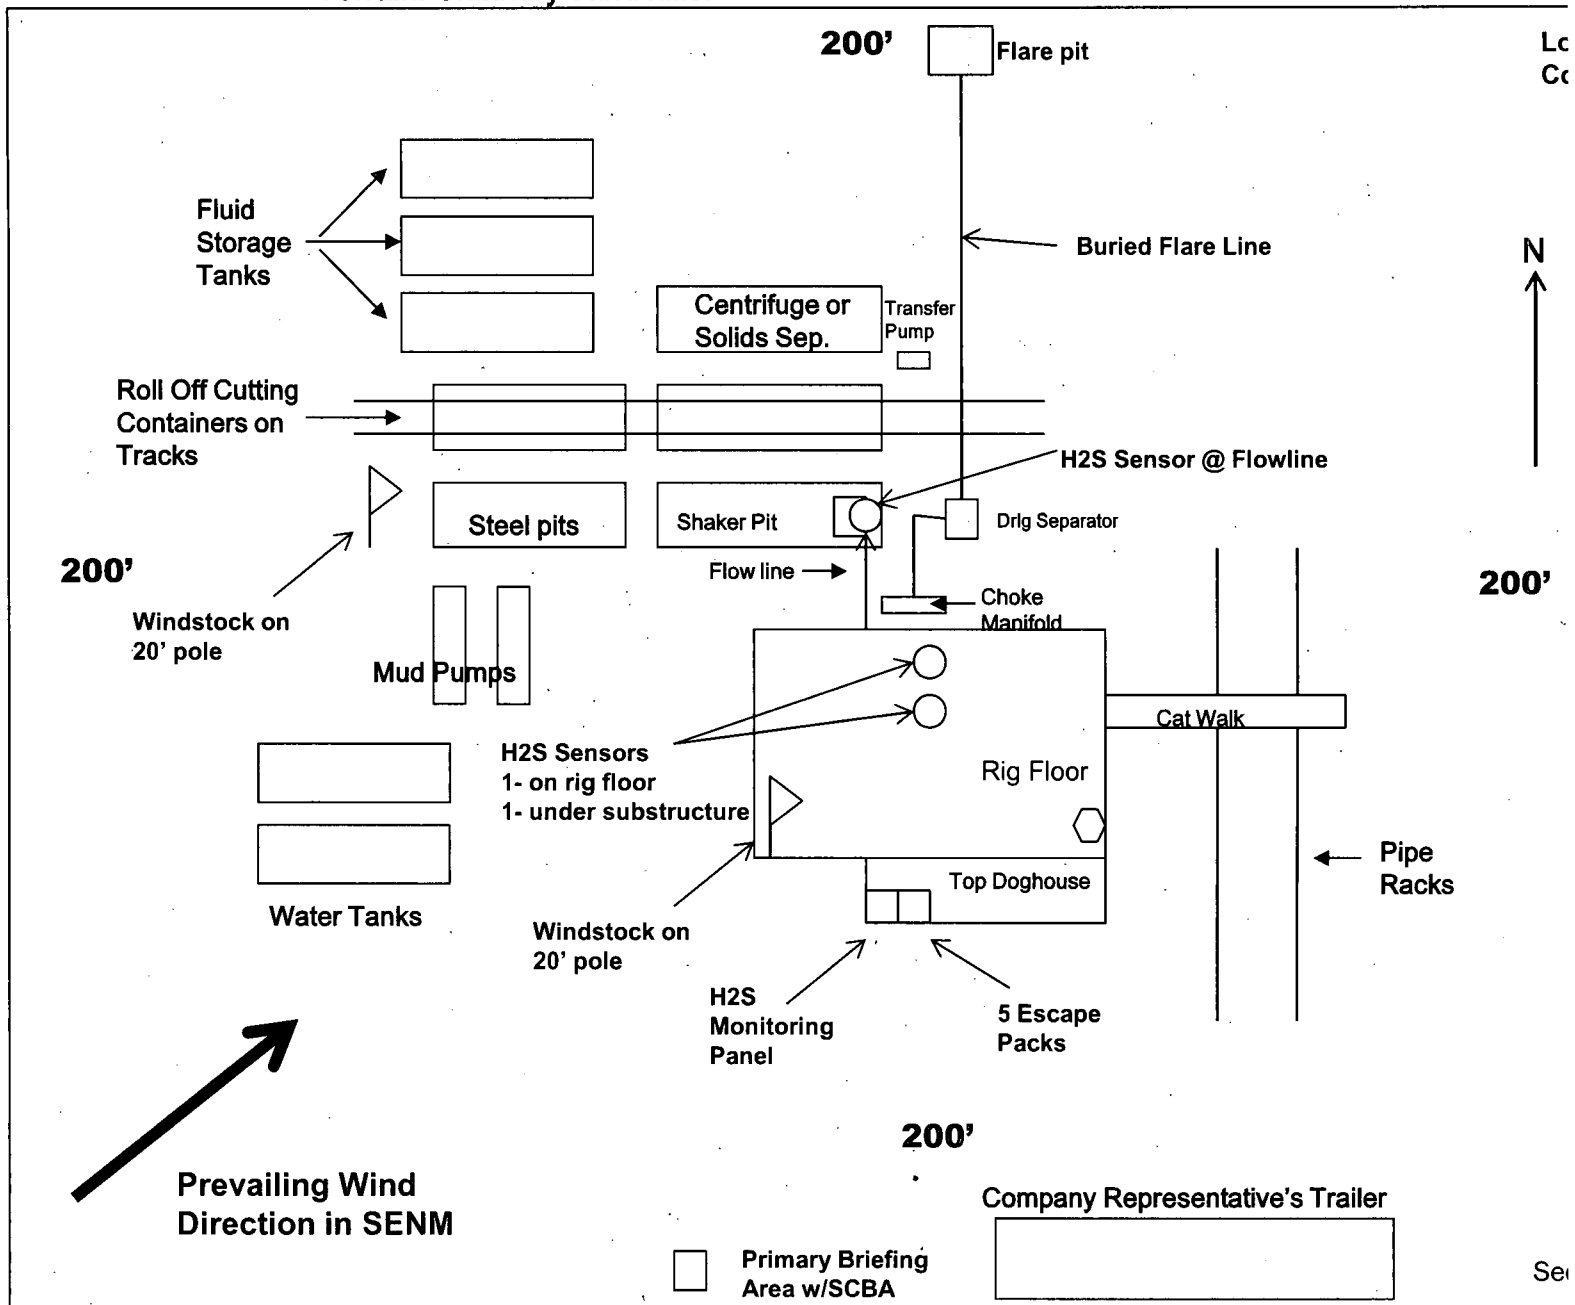 200'
Flare pit
Fluid
Storage
Tanks
Buried Flare Line
N
Centrifuge or
Solids Sep.
Transfer
Pump
Roll Off Cutting
Containers on
Tracks
H2S Sensor @ Flowline
Steel pits
Shaker Pit
Drlg Separator
200'
Flow line
200'
Choke
Manifold
Windstock on
20' pole
Mud Pumps
Cat Walk
H2S Sensors
1- on rig floor
1- under substructure
Rig Floor
Pipe
Racks
Top Doghouse
Water Tanks
Windstock on
20' pole
H2S
Monitoring
Panel
5 Escape
Packs
200'
Prevailing Wind
Direction in SENM
Company Representative's Trailer
Primary Briefing
Area w/SCBA